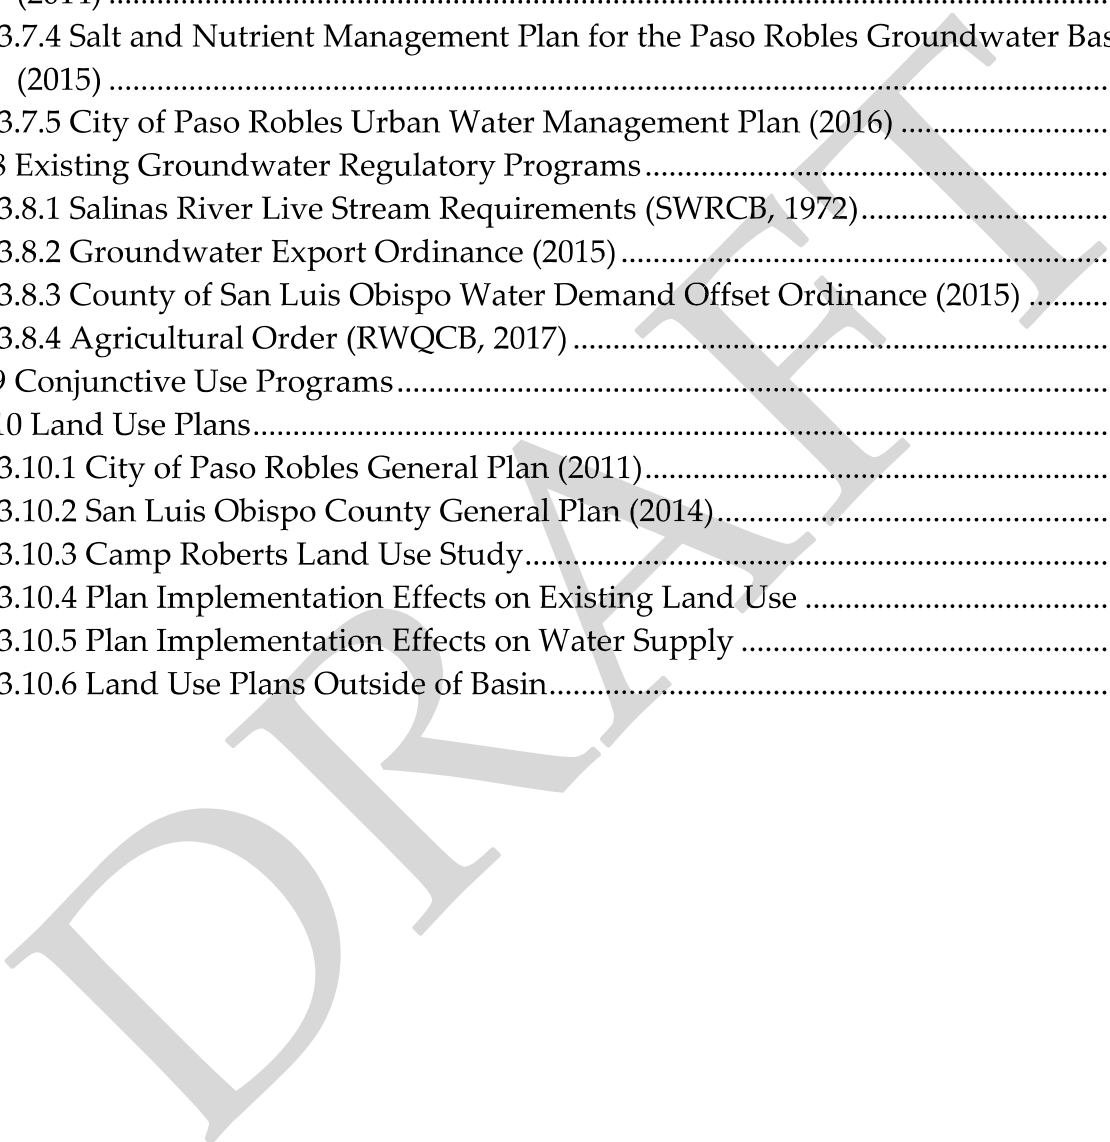 (2014) ................................................................
3.7.4 Salt and Nutrient Management Plan for the Paso Robles Groundwater Bas
(2015) ................................................................
3.7.5 City of Paso Robles Urban Water Management Plan (2016) ....................
8 Existing Groundwater Regulatory Programs ..............................................
3.8.1 Salinas River Live Stream Requirements (SWRCB, 1972) .........................
3.8.2 Groundwater Export Ordinance (2015) ................................................
3.8.3 County of San Luis Obispo Water Demand Offset Ordinance (2015) ..........
3.8.4 Agricultural Order (RWQCB, 2017) .....................................................
9 Conjunctive Use Programs ......................................................................
10 Land Use Plans ....................................................................................
3.10.1 City of Paso Robles General Plan (2011) ..............................................
3.10.2 San Luis Obispo County General Plan (2014) .......................................
3.10.3 Camp Roberts Land Use Study ..........................................................
3.10.4 Plan Implementation Effects on Existing Land Use ..............................
3.10.5 Plan Implementation Effects on Water Supply .....................................
3.10.6 Land Use Plans Outside of Basin .......................................................
DRAFT